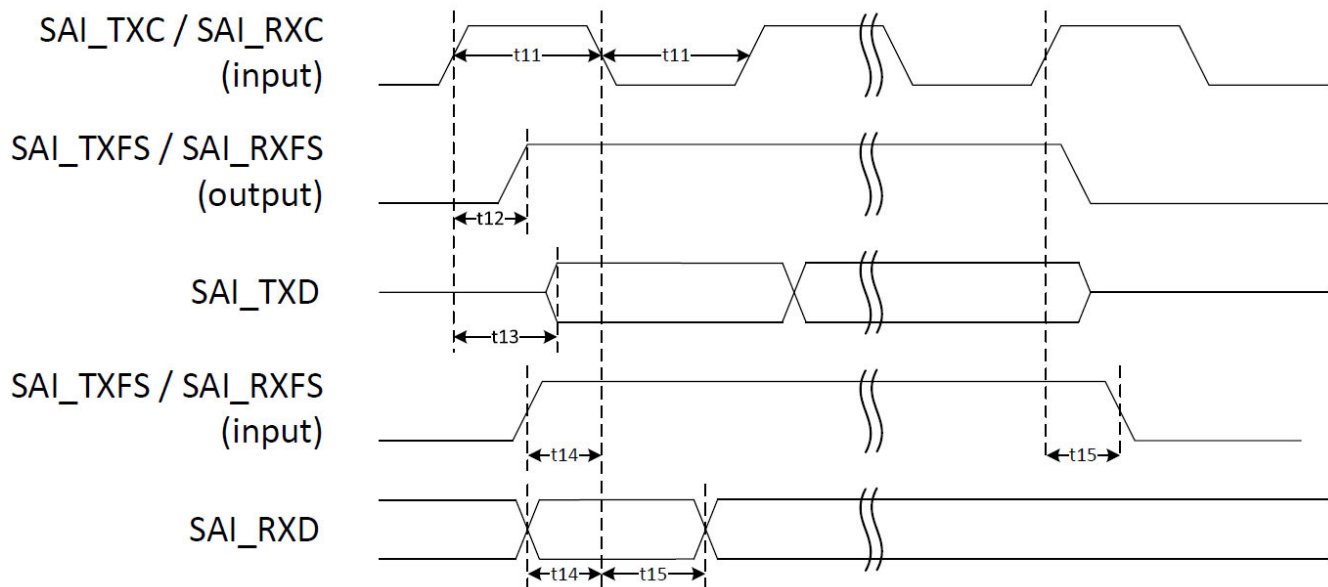 SAI_TXC / SAI_RXC
(input)
t11
t11
SAI_TXFS / SAI_RXFS
(output)
t12
SAI_TXD
t13
SAI_TXFS / SAI_RXFS
(input)
t14
t15
SAI_RXD
t14
t15